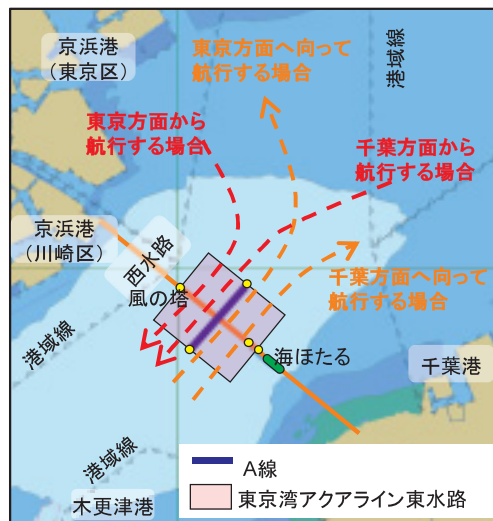 京浜港
(東京区)
東京方面へ向って
航行する場合
港域線
東京方面から
航行する場合
千葉方面から
航行する場合
京浜港
(川崎区)
西水路
風の塔
千葉方面へ向って
航行する場合
港域線
海ほたる
千葉港
港域線
木更津港
A線
東京湾アクアライン東水路